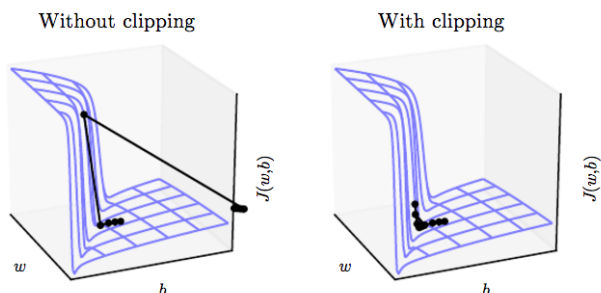 Without clipping
With clipping
J(w,b)
J(w,b)
w
w
b
b